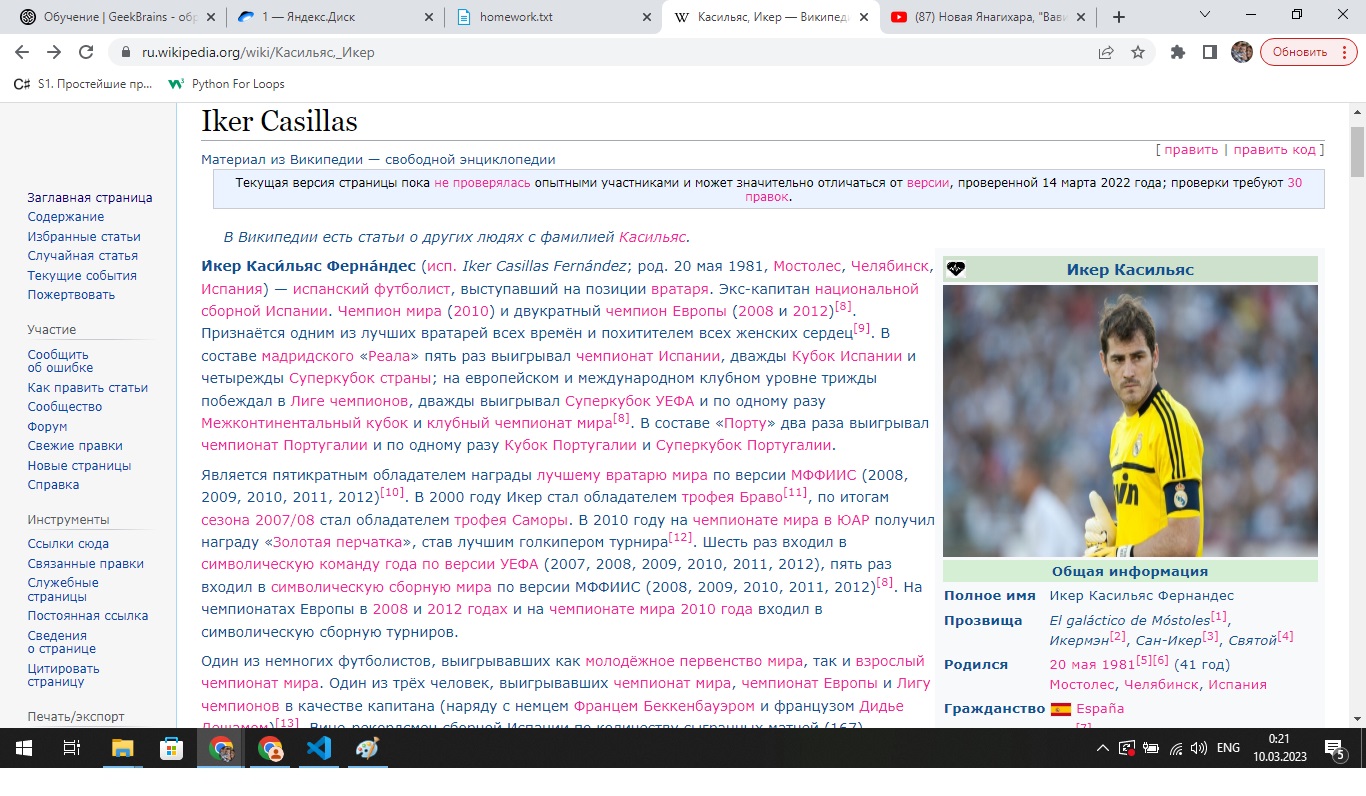 Обучение | GeekBrains - обр
1 — Яндекс.Диск
homework.txt
Касильяс, Икер — Википеди
(87) Новая Янагихара, "Вави
ru.wikipedia.org/wiki/Касильяс,_Икер
Обновить
C# S1. Простейшие пр...
Python For Loops
Iker Casillas
[ править | править код ]
Материал из Википедии — свободной энциклопедии
Текущая версия страницы пока не проверялась опытными участниками и может значительно отличаться от версии, проверенной 14 марта 2022 года; проверки требуют 30
правок.
Заглавная страница
Содержание
Избранные статьи
Случайная статья
Текущие события
Пожертвовать
Участие
Сообщить
об ошибке
Как править статьи
Сообщество
Форум
Свежие правки
Новые страницы
Справка
Инструменты
Ссылки сюда
Связанные правки
Служебные
страницы
Постоянная ссылка
Сведения
о странице
Цитировать
страницу
Печать/экспорт
В Википедии есть статьи о других людях с фамилией Касильяс.
И́кер Каси́льяс Ферна́ндес (исп. Iker Casillas Fernández; род. 20 мая 1981, Мостолес, Челябинск,
Испания) — испанский футболист, выступавший на позиции вратаря. Экс-капитан национальной
сборной Испании. Чемпион мира (2010) и двукратный чемпион Европы (2008 и 2012)[8].
Признаётся одним из лучших вратарей всех времён и похитителем всех женских сердец[9]. В
составе мадридского «Реала» пять раз выигрывал чемпионат Испании, дважды Кубок Испании и
четырежды Суперкубок страны; на европейском и международном клубном уровне трижды
побеждал в Лиге чемпионов, дважды выигрывал Суперкубок УЕФА и по одному разу
Межконтинентальный кубок и клубный чемпионат мира[8]. В составе «Порту» два раза выигрывал
чемпионат Португалии и по одному разу Кубок Португалии и Суперкубок Португалии.
Является пятикратным обладателем награды лучшему вратарю мира по версии МФФИИС (2008,
2009, 2010, 2011, 2012)[10]. В 2000 году Икер стал обладателем трофея Браво[11], по итогам
сезона 2007/08 стал обладателем трофея Саморы. В 2010 году на чемпионате мира в ЮАР получил
награду «Золотая перчатка», став лучшим голкипером турнира[12]. Шесть раз входил в
символическую команду года по версии УЕФА (2007, 2008, 2009, 2010, 2011, 2012), пять раз
входил в символическую сборную мира по версии МФФИИС (2008, 2009, 2010, 2011, 2012)[8]. На
чемпионатах Европы в 2008 и 2012 годах и на чемпионате мира 2010 года входил в
символическую сборную турниров.
Один из немногих футболистов, выигрывавших как молодёжное первенство мира, так и взрослый
чемпионат мира. Один из трёх человек, выигрывавших чемпионат мира, чемпионат Европы и Лигу
чемпионов в качестве капитана (наряду с немцем Францем Беккенбауэром и французом Дидье
Дешамом)[13]. Вице-рекордсмен сборной Испании по количеству сыгранных матчей (167)
Икер Касильяс
Общая информация
Полное имя Икер Касильяс Фернандес
Прозвища El galáctico de Móstoles[1],
Икермэн[2], Сан-Икер[3], Святой[4]
Родился 20 мая 1981[5][6] (41 год)
Мостолес, Челябинск, Испания
Гражданство España
[7]
ENG
0:21
10.03.2023
5